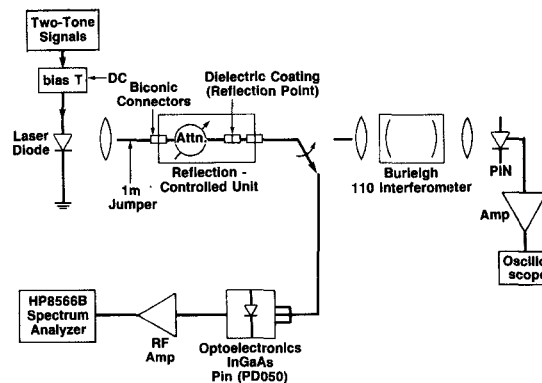 Two-Tone
Signals
bias T
DC
Laser
Diode
1m
Jumper
Biconic
Connectors
Attn
Dielectric Coating
(Reflection Point)
Reflection -
Controlled Unit
Burleigh
110 Interferometer
PIN
Amp
Oscillo
scope
HP8566B
Spectrum
Analyzer
RF
Amp
Optoelectronics
InGaAs
Pin (PD050)